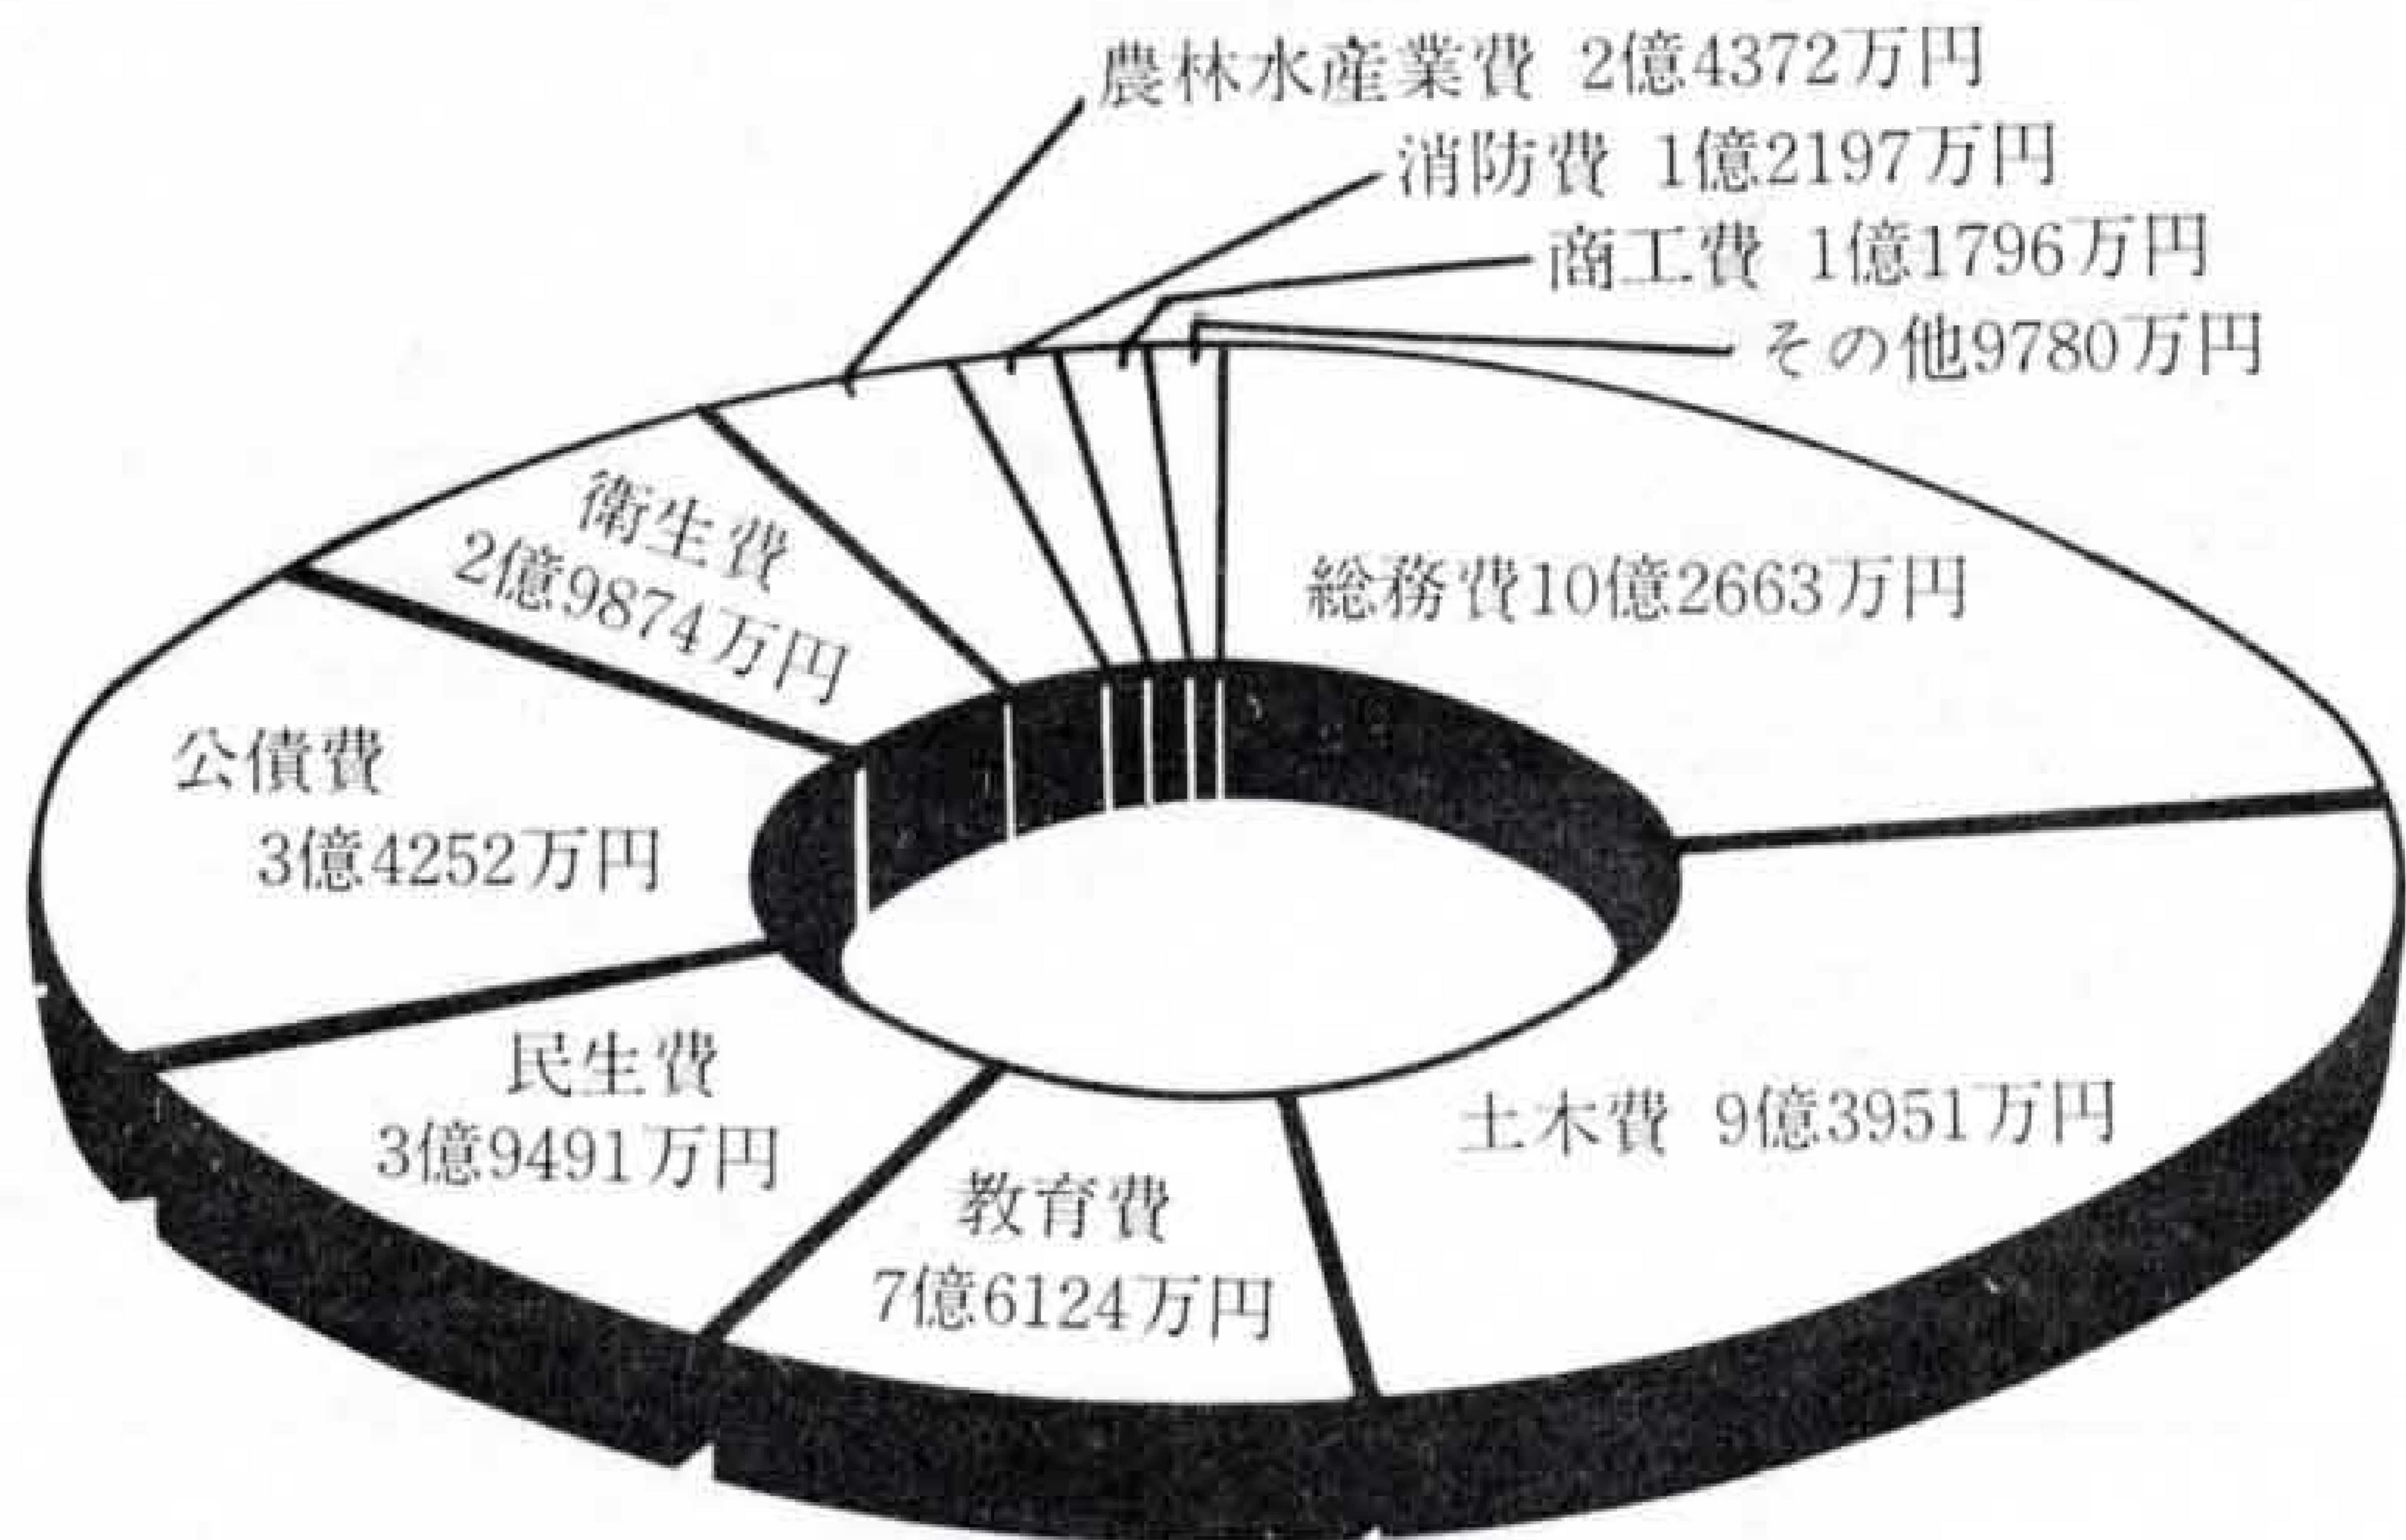 農林水産業費 2億4372万円
消防費 1億2197万円
商工費 1億1796万円
その他9780万円
衛生費
2億9874万円
総務費10億2663万円
公債費
3億4252万円
民生費
3億9491万円
教育費
7億6124万円
土木費 9億3951万円